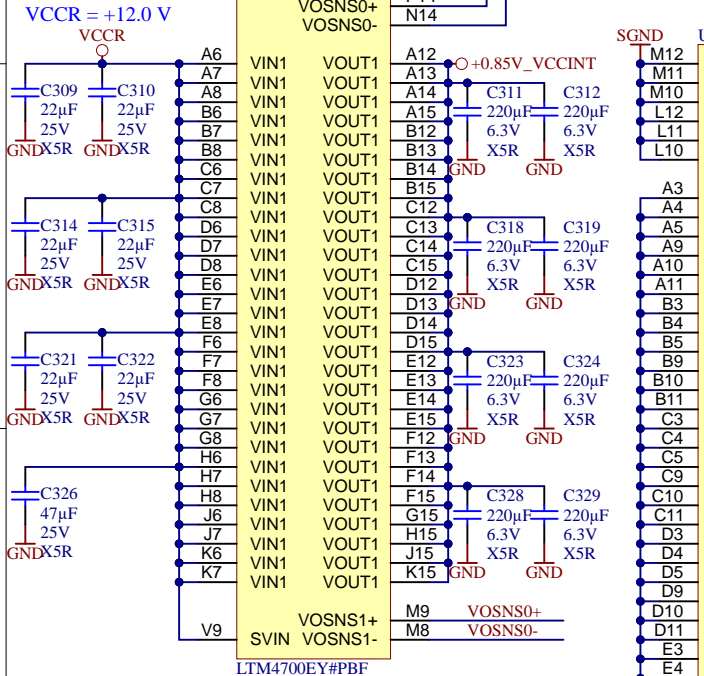 VCCR = +12.0 V
VCCR
VOSNS0+
VOSNS0- N14
A6 VIN1 VOUT1 A12 +0.85V_VCCINT
A7 VIN1 VOUT1 A13
A8 VIN1 VOUT1 A14
B6 VIN1 VOUT1 A15
B7 VIN1 VOUT1 B12
B8 VIN1 VOUT1 B13
C6 VIN1 VOUT1 B14
C7 VIN1 VOUT1 B15
C8 VIN1 VOUT1 C12
D6 VIN1 VOUT1 C13
D7 VIN1 VOUT1 C14
D8 VIN1 VOUT1 C15
E6 VIN1 VOUT1 D12
E7 VIN1 VOUT1 D13
E8 VIN1 VOUT1 D14
F6 VIN1 VOUT1 D15
F7 VIN1 VOUT1 E12
F8 VIN1 VOUT1 E13
G6 VIN1 VOUT1 E14
G7 VIN1 VOUT1 E15
G8 VIN1 VOUT1 F12
H6 VIN1 VOUT1 F13
H7 VIN1 VOUT1 F14
H8 VIN1 VOUT1 F15
J6 VIN1 VOUT1 G15
J7 VIN1 VOUT1 H15
K6 VIN1 VOUT1 J15
K7 VIN1 VOUT1 K15
VOSNS1+ M9 VOSNS0+
V9 SVIN VOSNS1- M8 VOSNS0-
LTM4700EY#PBF
C309 C310
22µF 22µF
25V 25V
GND X5R GND X5R
C314 C315
22µF 22µF
25V 25V
GND X5R GND X5R
C321 C322
22µF 22µF
25V 25V
GND X5R GND X5R
C326
47µF
25V
GND X5R
C311 C312
220µF 220µF
6.3V 6.3V
X5R X5R
GND GND
C318 C319
220µF 220µF
6.3V 6.3V
X5R X5R
GND GND
C323 C324
220µF 220µF
6.3V 6.3V
X5R X5R
GND GND
C328 C329
220µF 220µF
6.3V 6.3V
X5R X5R
GND GND
SGND
M12
M11
M10
L12
L11
L10
A3
A4
A5
A9
A10
A11
B3
B4
B5
B9
B10
B11
C3
C4
C5
C9
C10
C11
D3
D4
D5
D9
D10
D11
E3
E4